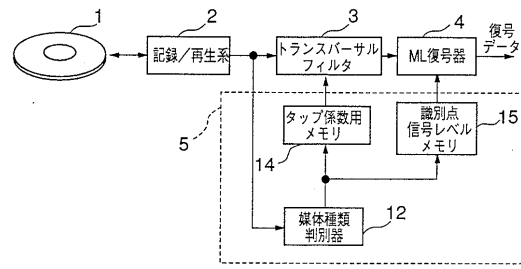 1
2
3
4
記録／再生系
トランスバーサル
フィルタ
ML復号器
復号
データ
5
タップ係数用
メモリ
14
識別点
信号レベル
メモリ
15
媒体種類
判別器
12